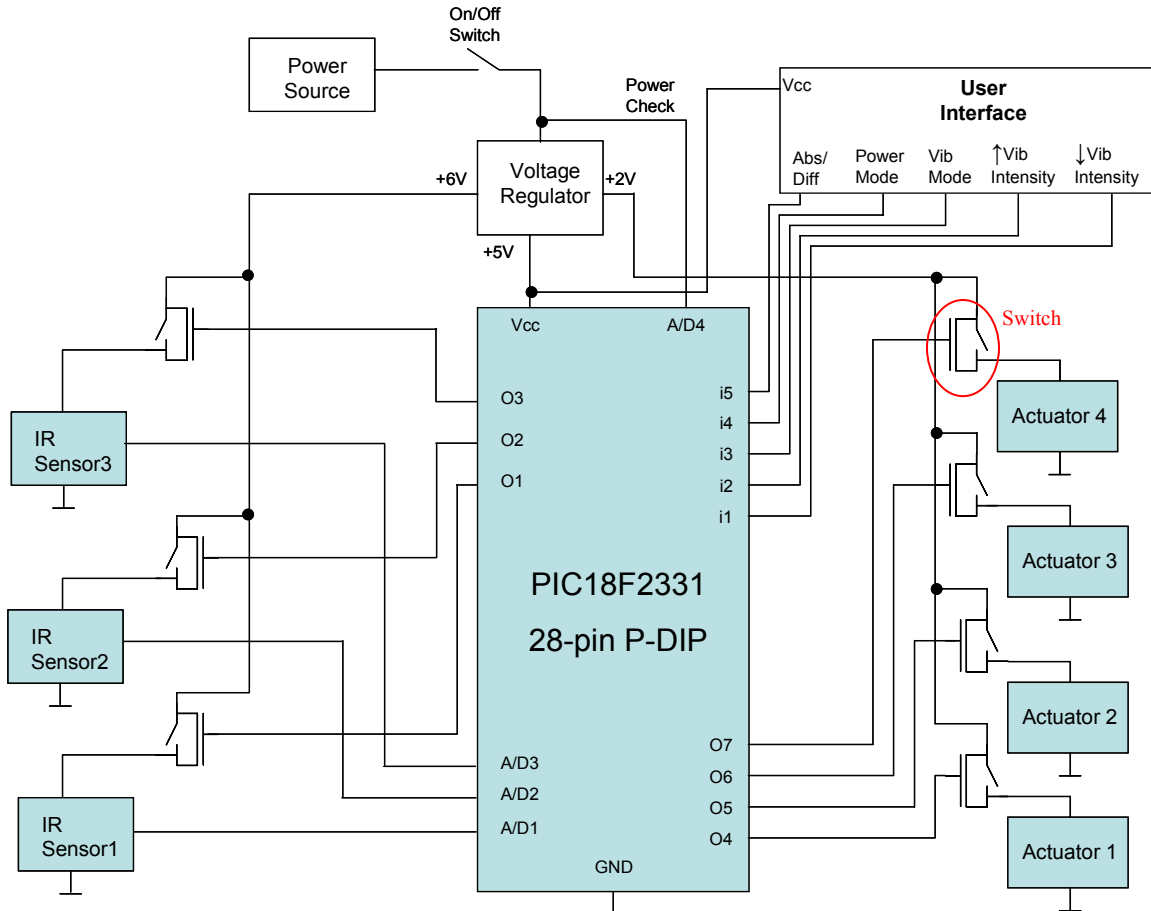 On/Off
Switch
Power
Source
Power
Check
Vcc
User
Interface
Abs/
Diff
Power
Mode
Vib
Mode
↑Vib
Intensity
↓Vib
Intensity
Voltage
Regulator
+6V
+2V
+5V
Vcc
A/D4
Switch
O3
O2
O1
i5
i4
i3
i2
i1
IR
Sensor3
Actuator 4
IR
Sensor2
Actuator 3
PIC18F2331
28-pin P-DIP
Actuator 2
A/D3
A/D2
A/D1
O7
O6
O5
O4
IR
Sensor1
Actuator 1
GND